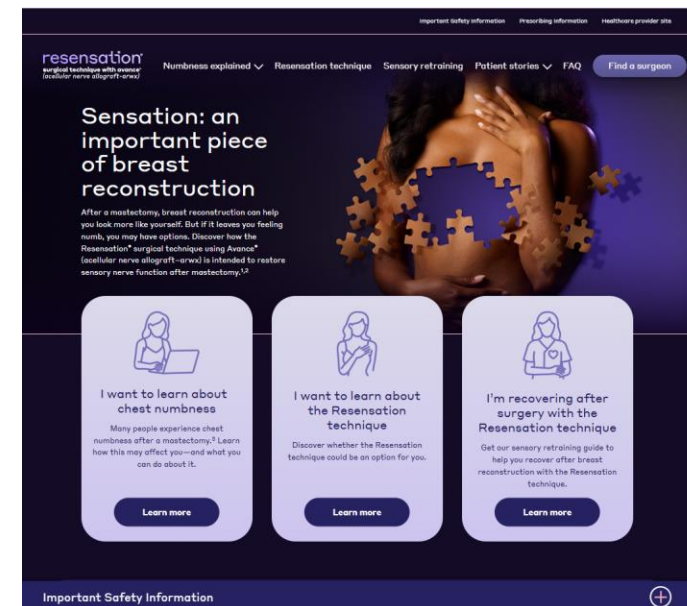 Important Safety Information Prescribing Information Healthcare provider site
resensation®
surgical technique with avance®
(acellular nerve allograft-arwx)
Numbness explained Resensation technique Sensory retraining Patient stories FAQ Find a surgeon
Sensation: an
important piece
of breast
reconstruction
After a mastectomy, breast reconstruction can help
you look more like yourself. But if it leaves you feeling
numb, you may have options. Discover how the
Resensation® surgical technique using Avance®
(acellular nerve allograft-arwx) is intended to restore
sensory nerve function after mastectomy.1,2
I want to learn about
chest numbness
Many people experience chest
numbness after a mastectomy.3 Learn
how this may affect you—and what you
can do about it.
Learn more
I want to learn about
the Resensation
technique
Discover whether the Resensation
technique could be an option for you.
Learn more
I'm recovering after
surgery with the
Resensation technique
Get our sensory retraining guide to
help you recover after breast
reconstruction with the Resensation
technique.
Learn more
Important Safety Information